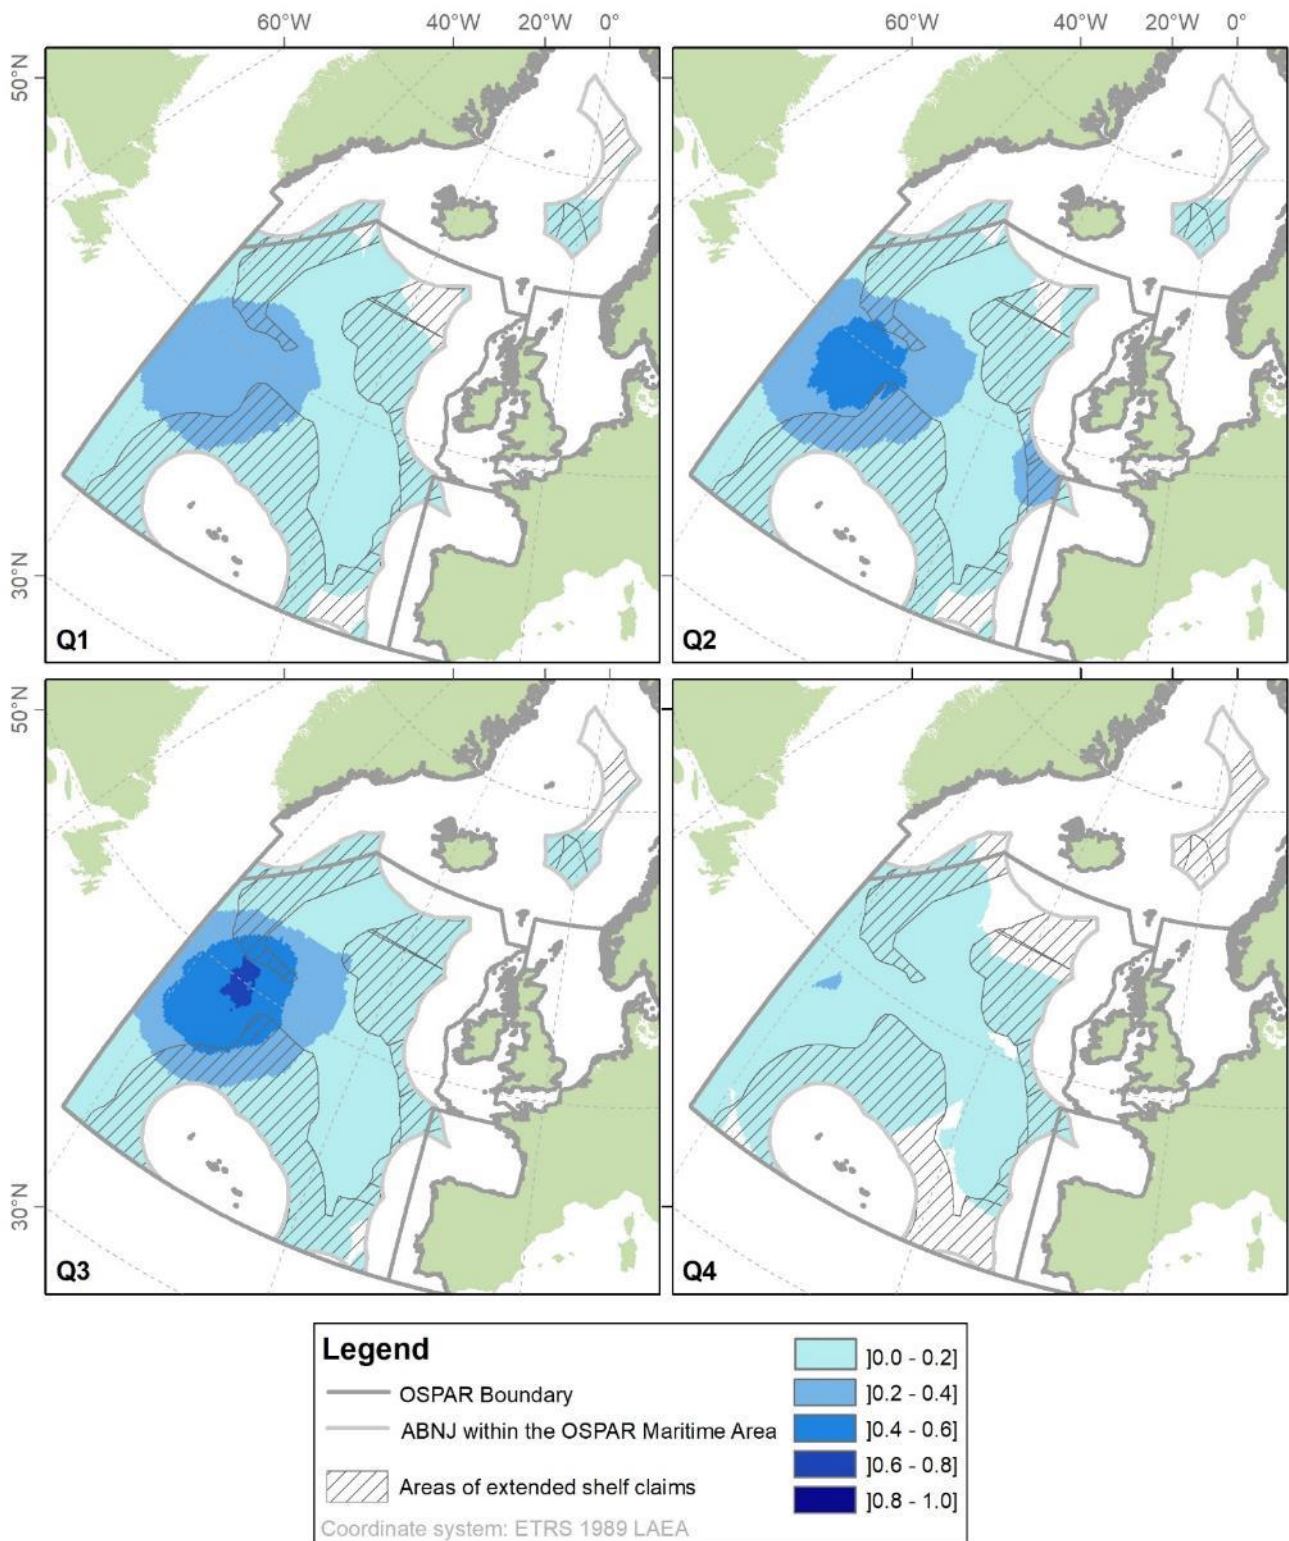 60°W 40°W 20°W 0° 60°W 40°W 20°W 0°
50°N
30°N
Q1 Q2
50°N
30°N
Q3 Q4
Legend
OSPAR Boundary
ABNJ within the OSPAR Maritime Area
Areas of extended shelf claims
Coordinate system: ETRS 1989 LAEA
]0.0 - 0.2]
]0.2 - 0.4]
]0.4 - 0.6]
]0.6 - 0.8]
]0.8 - 1.0]